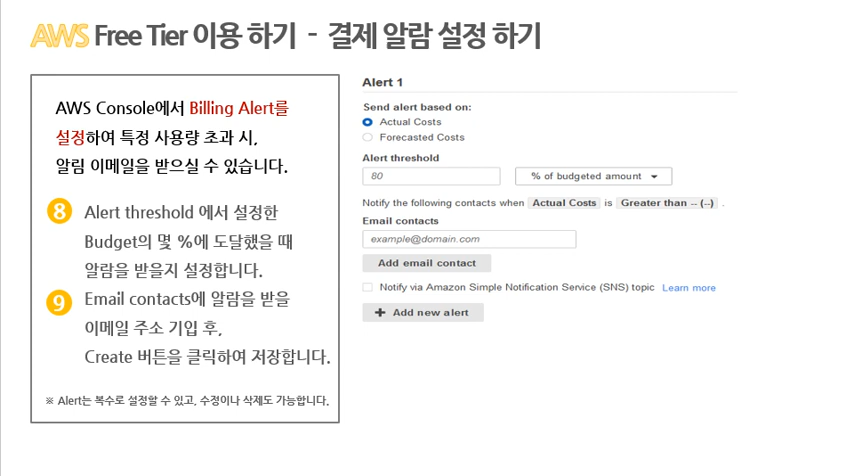 AWS Free Tier 이용 하기 - 결제 알람 설정 하기
AWS Console에서 Billing Alert를
설정하여 특정 사용량 초과 시,
알림 이메일을 받으실 수 있습니다.
8 Alert threshold 에서 설정한
Budget의 몇 %에 도달했을 때
알람을 받을지 설정합니다.
9 Email contacts에 알람을 받을
이메일 주소 기입 후,
Create 버튼을 클릭하여 저장합니다.
※ Alert는 복수로 설정할 수 있고, 수정이나 삭제도 가능합니다.
Alert 1
Send alert based on:
Actual Costs
Forecasted Costs
Alert threshold
80 % of budgeted amount
Notify the following contacts when Actual Costs is Greater than -- (--) .
Email contacts
example@domain.com
Add email contact
Notify via Amazon Simple Notification Service (SNS) topic Learn more
+ Add new alert